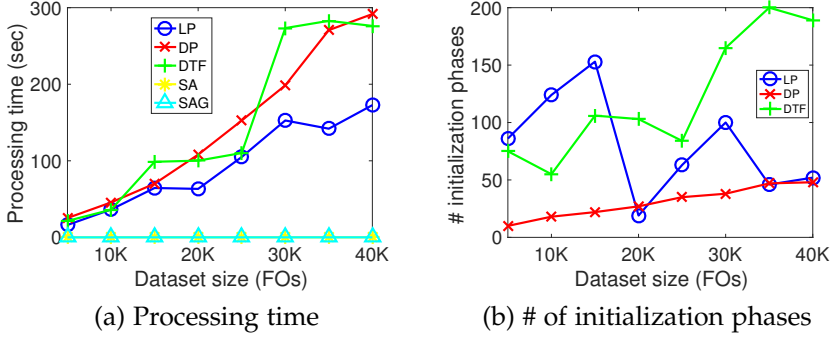 300
200
100
0
Processing time (sec)
LP
DP
DTF
SA
SAG
10K 20K 30K 40K
Dataset size (FOs)
(a) Processing time
200
150
100
50
0
# initialization phases
LP
DP
DTF
10K 20K 30K 40K
Dataset size (FOs)
(b) # of initialization phases